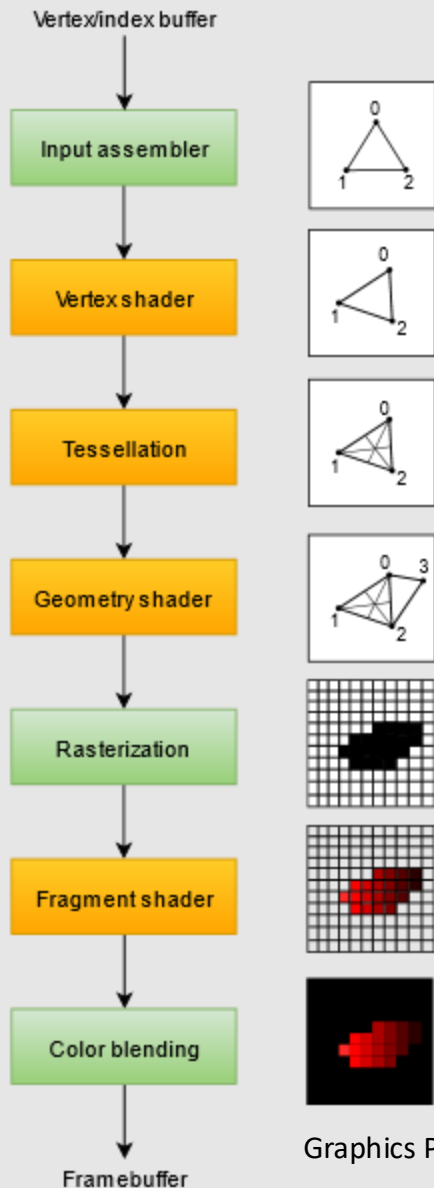 Vertex/index buffer
Input assembler
0
1 2
Vertex shader
0
1
2
Tessellation
0
1
2
Geometry shader
0 3
1
2
Rasterization
Fragment shader
Color blending
Graphics P
Framebuffer